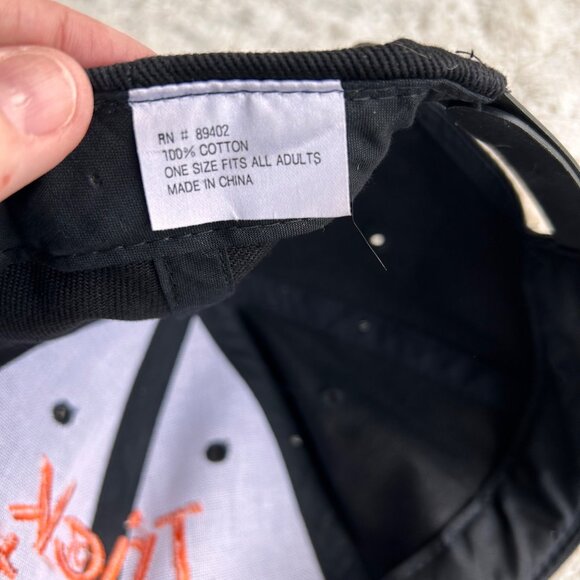 RN # 89402
100% COTTON
ONE SIZE FITS ALL ADULTS
MADE IN CHINA